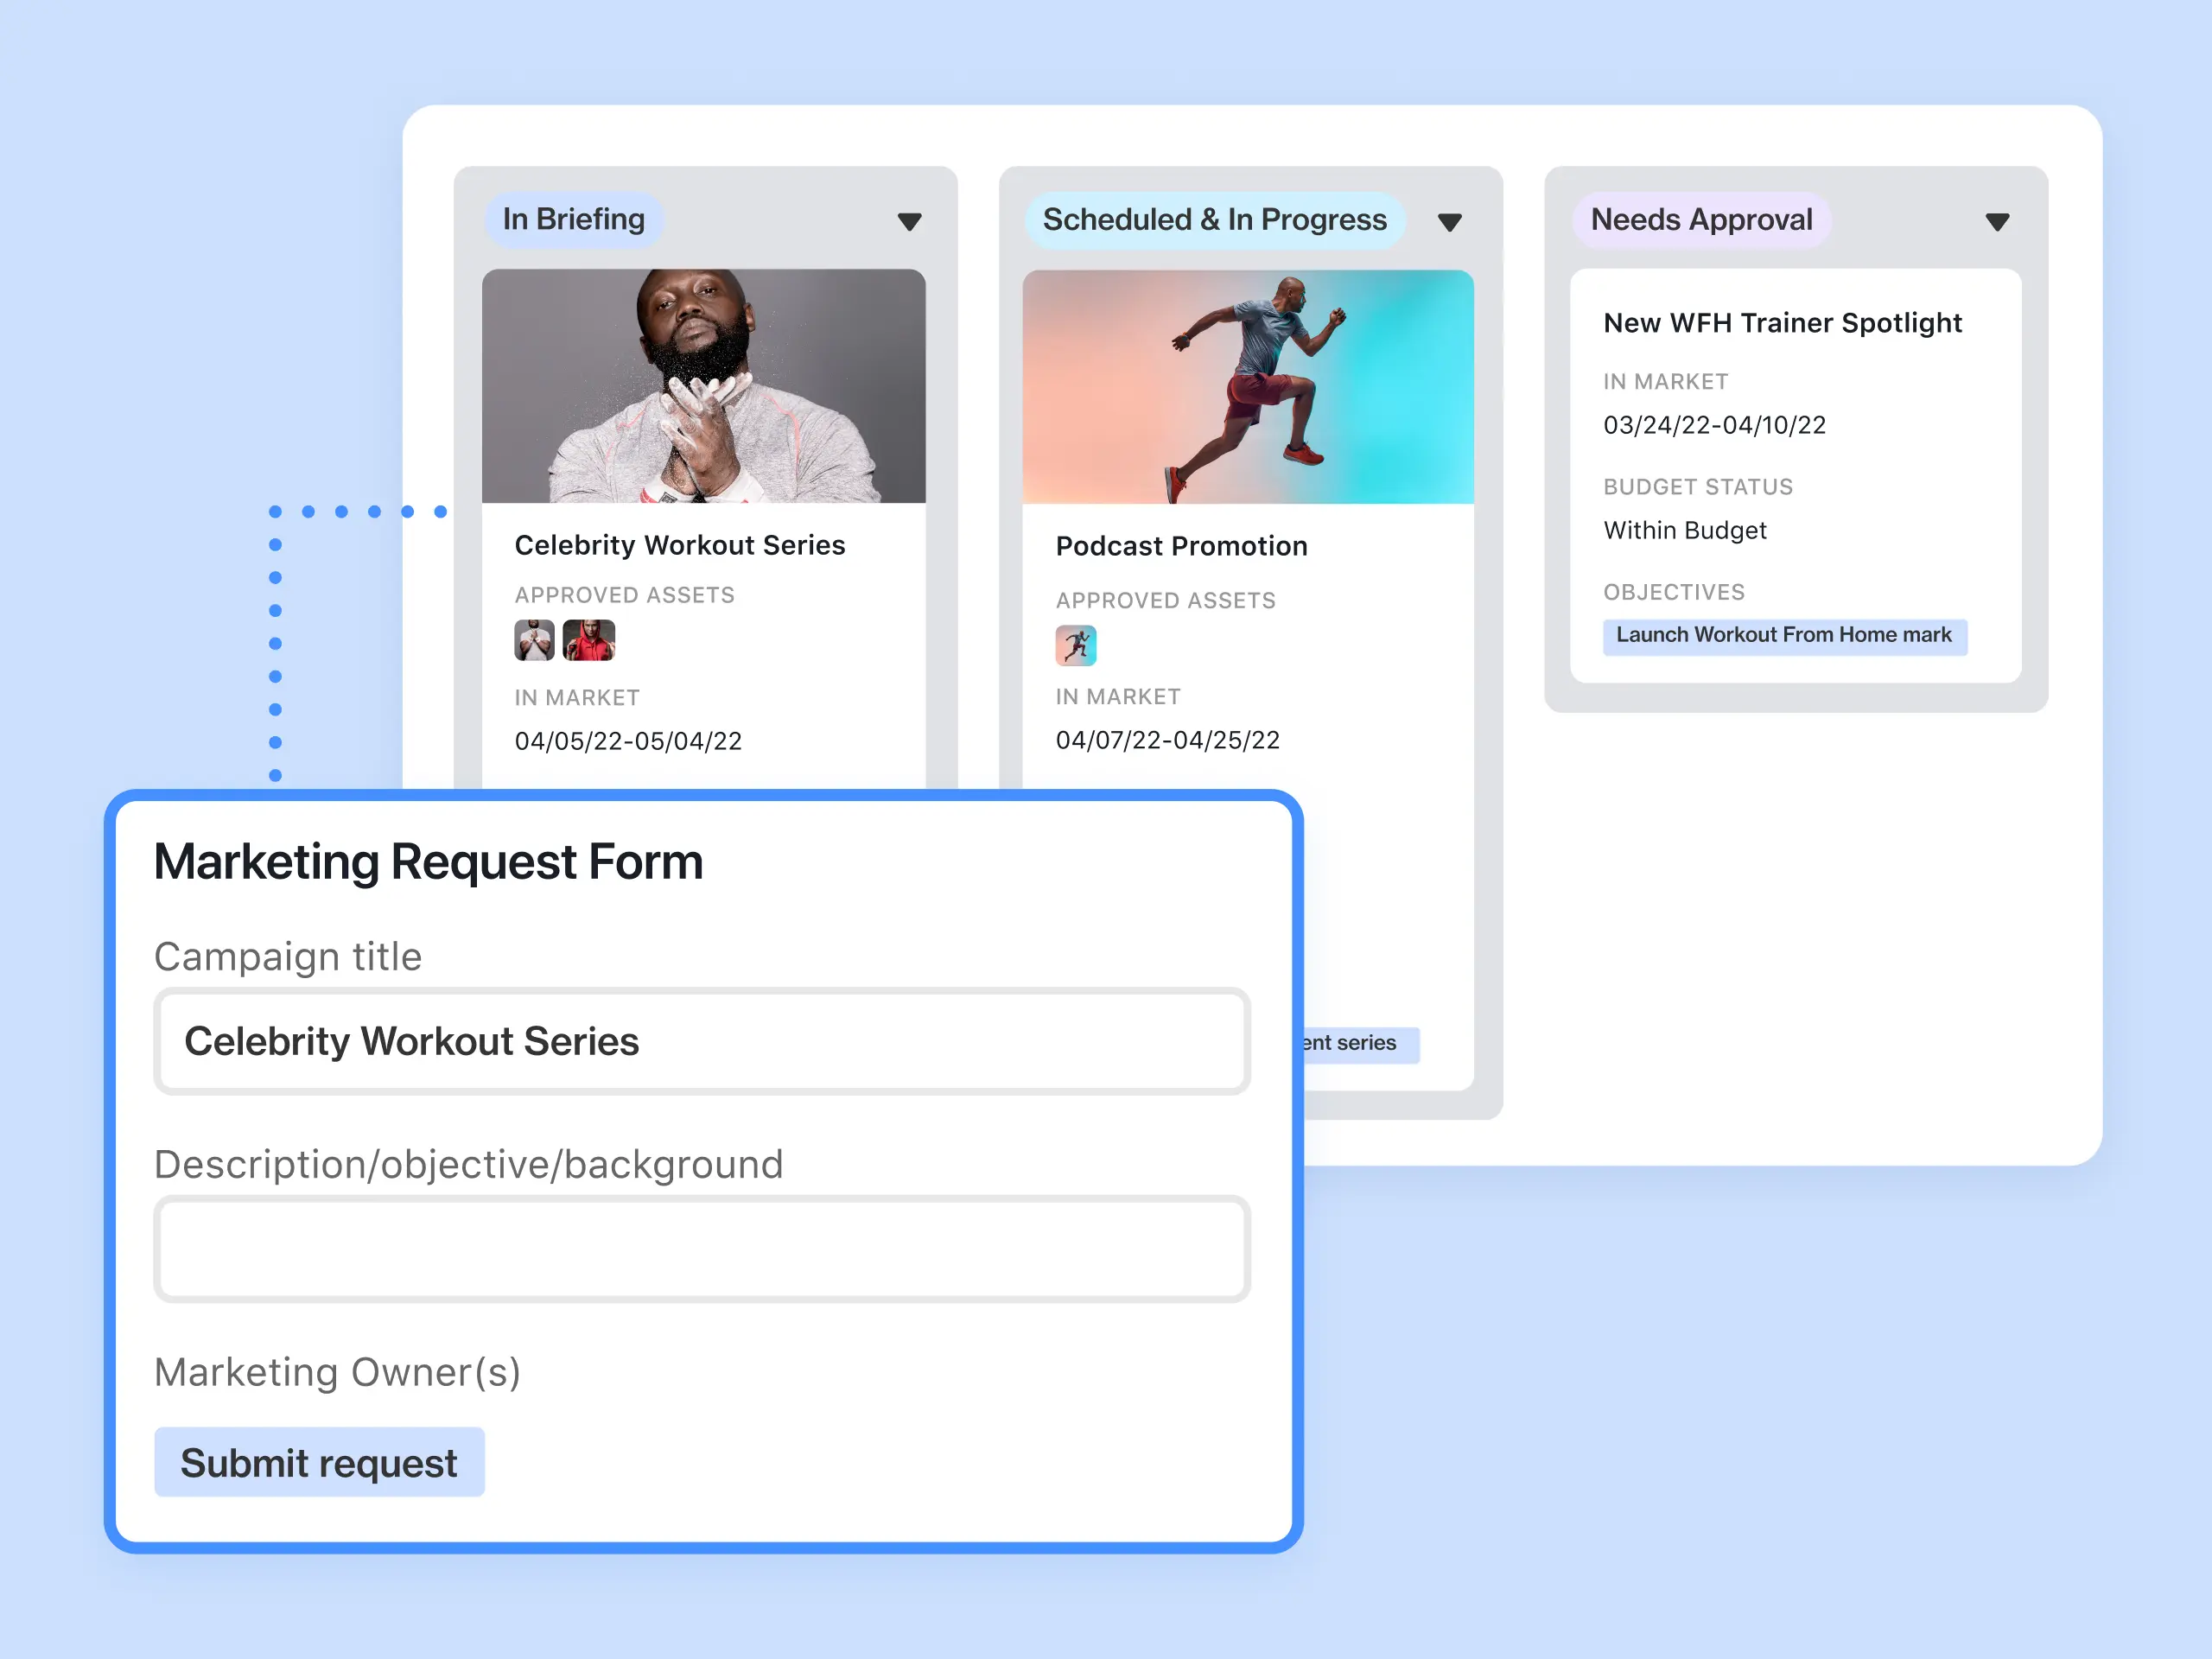 In Briefing
Celebrity Workout Series
APPROVED ASSETS
IN MARKET
04/05/22-05/04/22
Scheduled & In Progress
Podcast Promotion
APPROVED ASSETS
IN MARKET
04/07/22-04/25/22
series
Needs Approval
New WFH Trainer Spotlight
IN MARKET
03/24/22-04/10/22
BUDGET STATUS
Within Budget
OBJECTIVES
Launch Workout From Home mark
Marketing Request Form
Campaign title
Celebrity Workout Series
Description/objective/background
Marketing Owner(s)
Submit request